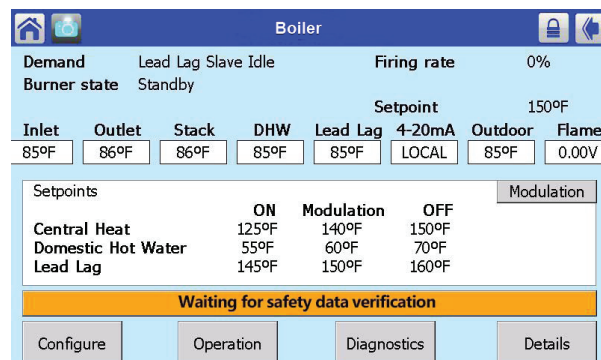 Boiler
Demand Lead Lag Slave Idle Firing rate 0%
Burner state Standby
Setpoint 150ºF
Inlet Outlet Stack DHW Lead Lag 4-20mA Outdoor Flame
85ºF 86ºF 86ºF 85ºF 85ºF LOCAL 85ºF 0.00V
Setpoints Modulation
ON Modulation OFF
Central Heat 125ºF 140ºF 150ºF
Domestic Hot Water 55ºF 60ºF 70ºF
Lead Lag 145ºF 150ºF 160ºF
Waiting for safety data verification
Configure Operation Diagnostics Details